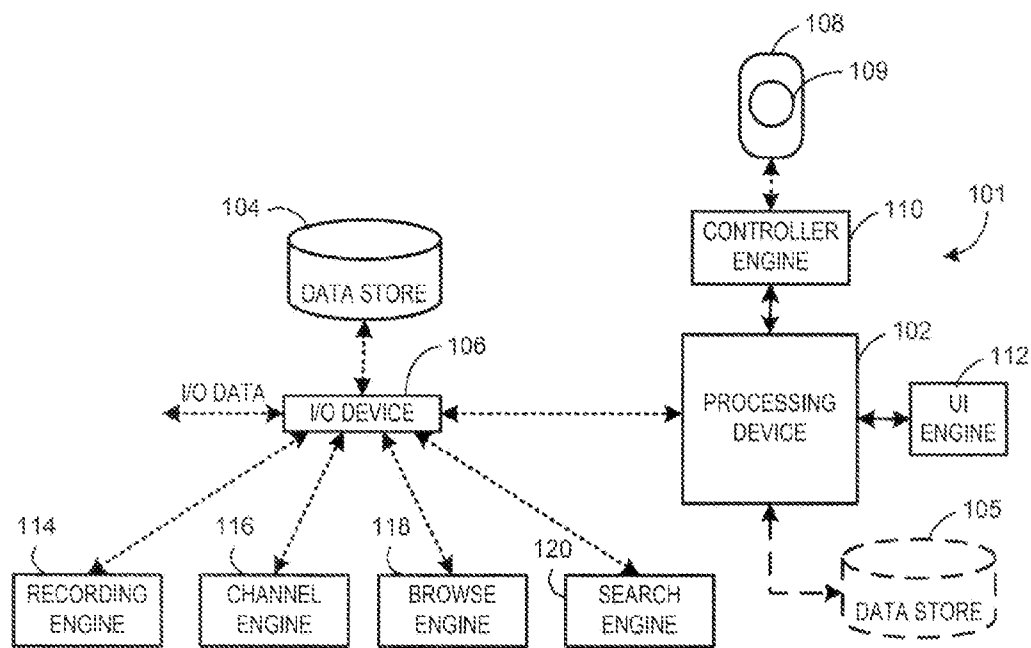 108
109
104
110
101
CONTROLLER
ENGINE
DATA STORE
106
102
112
I/O DATA
I/O DEVICE
PROCESSING
DEVICE
UI
ENGINE
114
116
118
120
105
RECORDING
ENGINE
CHANNEL
ENGINE
BROWSE
ENGINE
SEARCH
ENGINE
DATA STORE